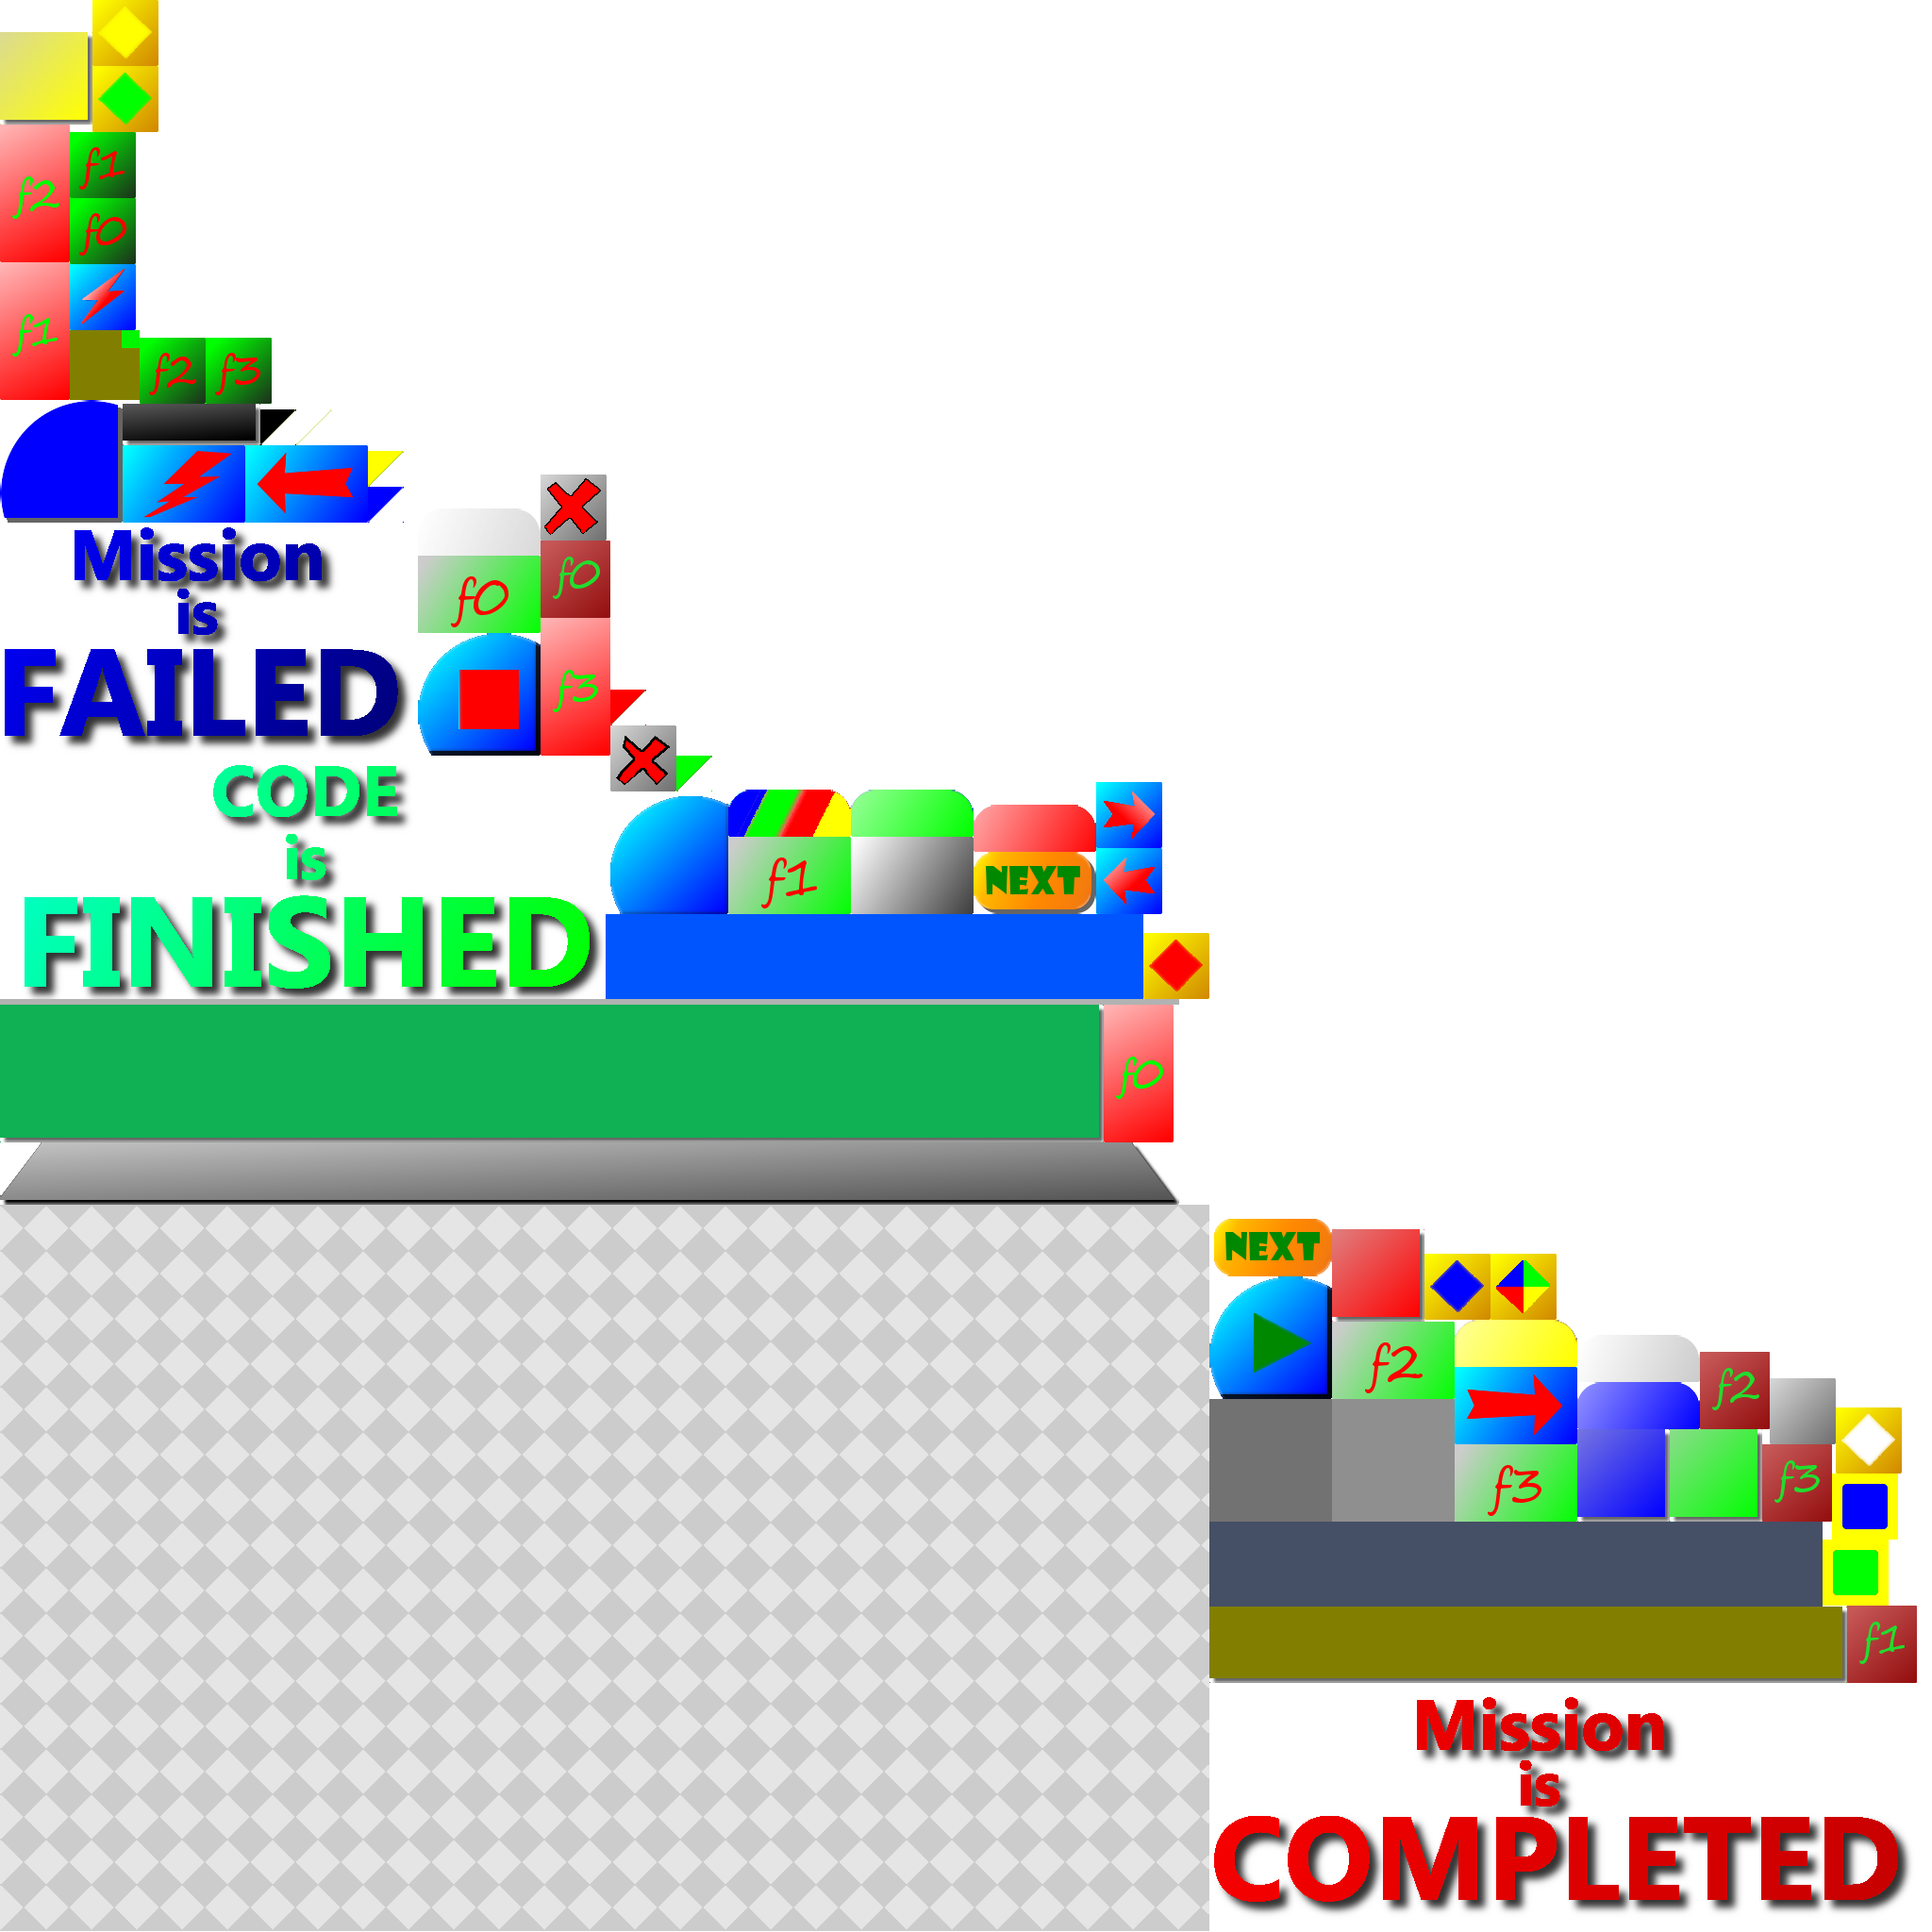 f1
f2
f0
f1
f2 f3
Mission
is
FAILED
f0
f0
f3
CODE
is
FINISHED
f1
NEXT
f0
NEXT
f2
f2
f3
f3
f1
Mission
is
COMPLETED